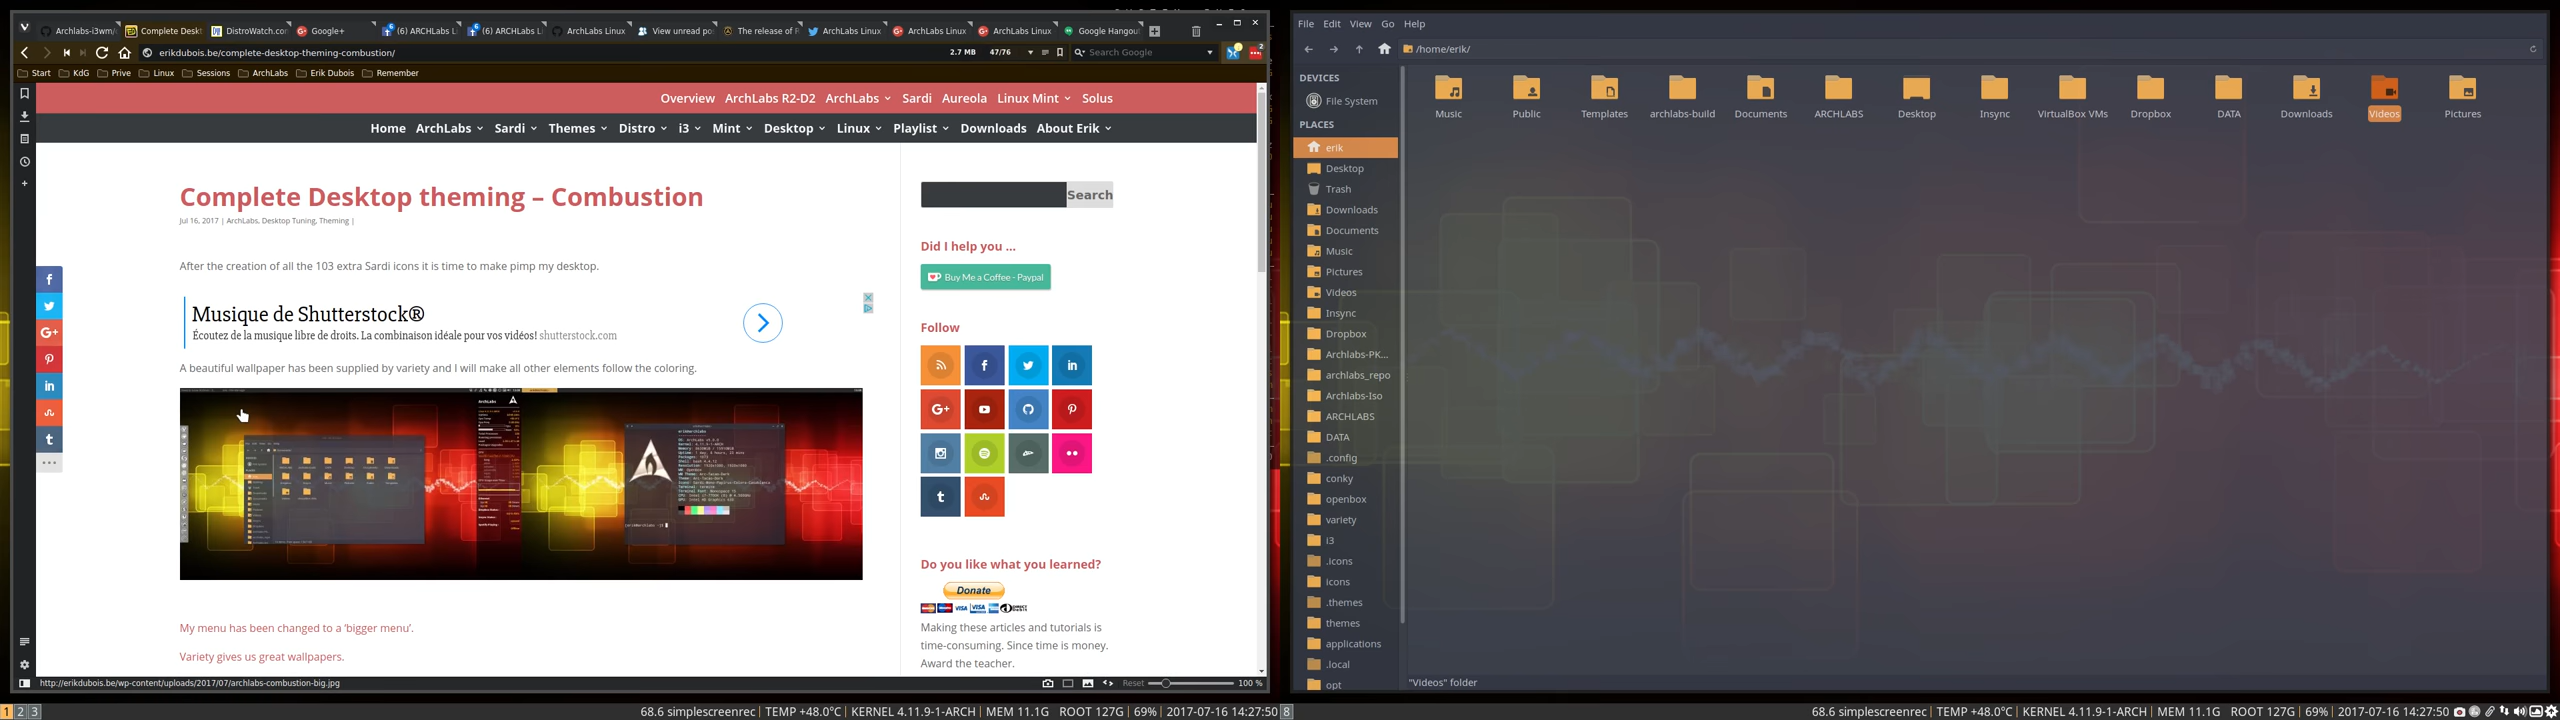 Archlabs-i3wm/
Complete Deskt
DistroWatch.con
Google+
(6) ARCHLabs Li
(6) ARCHLabs Li
ArchLabs Linux
View unread po
The release of R
ArchLabs Linux
ArchLabs Linux
ArchLabs Linux
Google Hangout
erikdubois.be/complete-desktop-theming-combustion/
2.7 MB 47/76
Search Google
Start KdG Prive Linux Sessions ArchLabs Erik Dubois Remember
Overview ArchLabs R2-D2 ArchLabs Sardi Aureola Linux Mint Solus
Home ArchLabs Sardi Themes Distro i3 Mint Desktop Linux Playlist Downloads About Erik
Complete Desktop theming – Combustion
Jul 16, 2017 | ArchLabs, Desktop Tuning, Theming |
After the creation of all the 103 extra Sardi icons it is time to make pimp my desktop.
Musique de Shutterstock®
Écoutez de la musique libre de droits. La combinaison idéale pour vos vidéos! shutterstock.com
A beautiful wallpaper has been supplied by variety and I will make all other elements follow the coloring.
My menu has been changed to a ‘bigger menu’.
Variety gives us great wallpapers.
Search
Did I help you ...
Buy Me a Coffee - Paypal
Follow
Do you like what you learned?
Donate
Making these articles and tutorials is
time-consuming. Since time is money.
Award the teacher.
http://erikdubois.be/wp-content/uploads/2017/07/archlabs-combustion-big.jpg
Reset 100 %
File Edit View Go Help
/home/erik/
DEVICES
File System
PLACES
erik
Desktop
Trash
Downloads
Documents
Music
Pictures
Videos
Insync
Dropbox
Archlabs-PK...
archlabs_repo
Archlabs-Iso
ARCHLABS
DATA
.config
conky
openbox
variety
i3
.icons
icons
.themes
themes
applications
.local
opt
Music Public Templates archlabs-build Documents ARCHLABS Desktop Insync VirtualBox VMs Dropbox DATA Downloads Videos Pictures
"Videos" folder
1 2 3
68.6 simplescreenrec | TEMP +48.0°C | KERNEL 4.11.9-1-ARCH | MEM 11.1G ROOT 127G | 69% | 2017-07-16 14:27:50
8
68.6 simplescreenrec | TEMP +48.0°C | KERNEL 4.11.9-1-ARCH | MEM 11.1G ROOT 127G | 69% | 2017-07-16 14:27:50